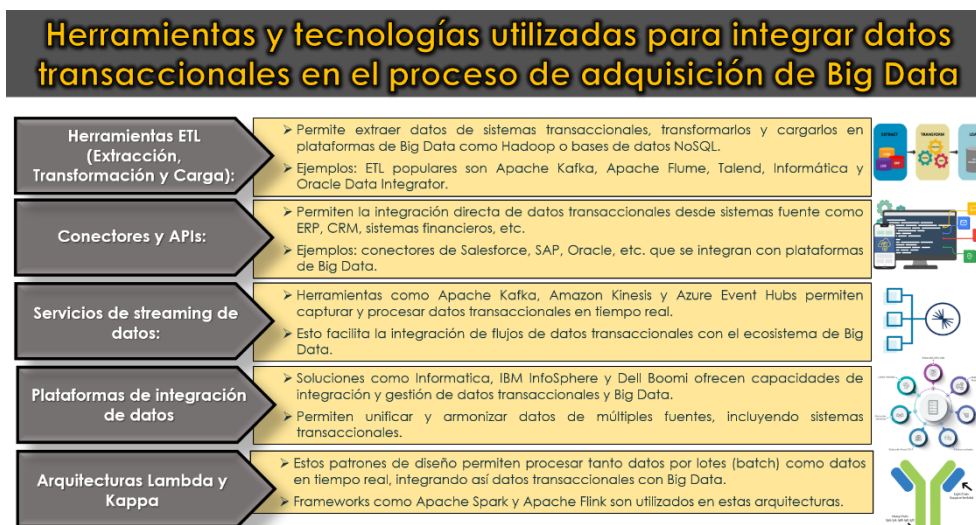 Herramientas y tecnologías utilizadas para integrar datos
transaccionales en el proceso de adquisición de Big Data
Herramientas ETL
(Extracción,
Transformación y Carga):
➢ Permite extraer datos de sistemas transaccionales, transformarlos y cargarlos en
plataformas de Big Data como Hadoop o bases de datos NoSQL.
➢ Ejemplos: ETL populares son Apache Kafka, Apache Flume, Talend, Informática y
Oracle Data Integrator.
EXTRACT
TRANSFORM
Conectores y APIs:
➢ Permiten la integración directa de datos transaccionales desde sistemas fuente como
ERP, CRM, sistemas financieros, etc.
➢ Ejemplos: conectores de Salesforce, SAP, Oracle, etc. que se integran con plataformas
de Big Data.
Servicios de streaming de
datos:
➢ Herramientas como Apache Kafka, Amazon Kinesis y Azure Event Hubs permiten
capturar y procesar datos transaccionales en tiempo real.
➢ Esto facilita la integración de flujos de datos transaccionales con el ecosistema de Big
Data.
Plataformas de integración
de datos
➢ Soluciones como Informatica, IBM InfoSphere y Dell Boomi ofrecen capacidades de
integración y gestión de datos transaccionales y Big Data.
➢ Permiten unificar y armonizar datos de múltiples fuentes, incluyendo sistemas
transaccionales.
Arquitecturas Lambda y
Kappa
➢ Estos patrones de diseño permiten procesar tanto datos por lotes (batch) como datos
en tiempo real, integrando así datos transaccionales con Big Data.
➢ Frameworks como Apache Spark y Apache Flink son utilizados en estas arquitecturas.